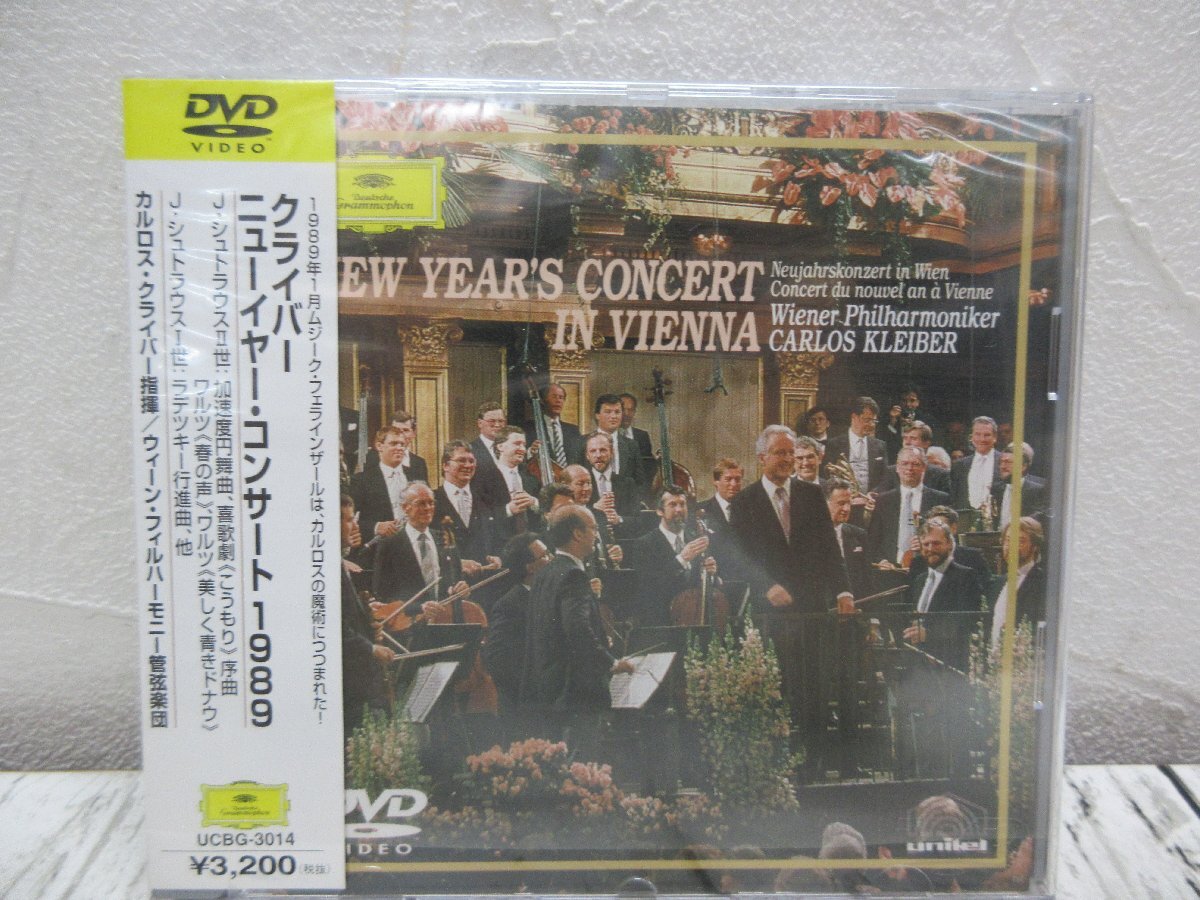 DVD
VIDEO
1989年1月ムジーク・フェラインザールは、カルロスの魔術につつまれた!
クライバー
ニューイヤー・コンサート 1989
J・シュトラウスⅡ世:加速度円舞曲、喜歌劇《こうもり》序曲
ワルツ《春の声》、ワルツ《美しく青きドナウ》
J・シュトラウスⅠ世:ラデツキー行進曲、他
カルロス・クライバー指揮/ウィーン・フィルハーモニー管弦楽団
Deutsche
Grammophon
UCBG-3014
¥3,200(税抜)
Deutsche
Grammophon
EW YEAR'S CONCERT
IN VIENNA
Neujahrskonzert in Wien
Concert du nouvel an à Vienne
Wiener Philharmoniker
CARLOS KLEIBER
DVD
VIDEO
unitel